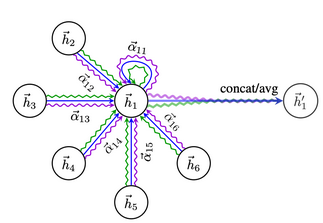 h⃗₂
α⃗₁₁
α⃗₁₂
concat/avg
h⃗₃
h⃗₁
h⃗′₁
α⃗₁₃
α⃗₁₄
α⃗₁₅
α⃗₁₆
h⃗₄
h⃗₆
h⃗₅